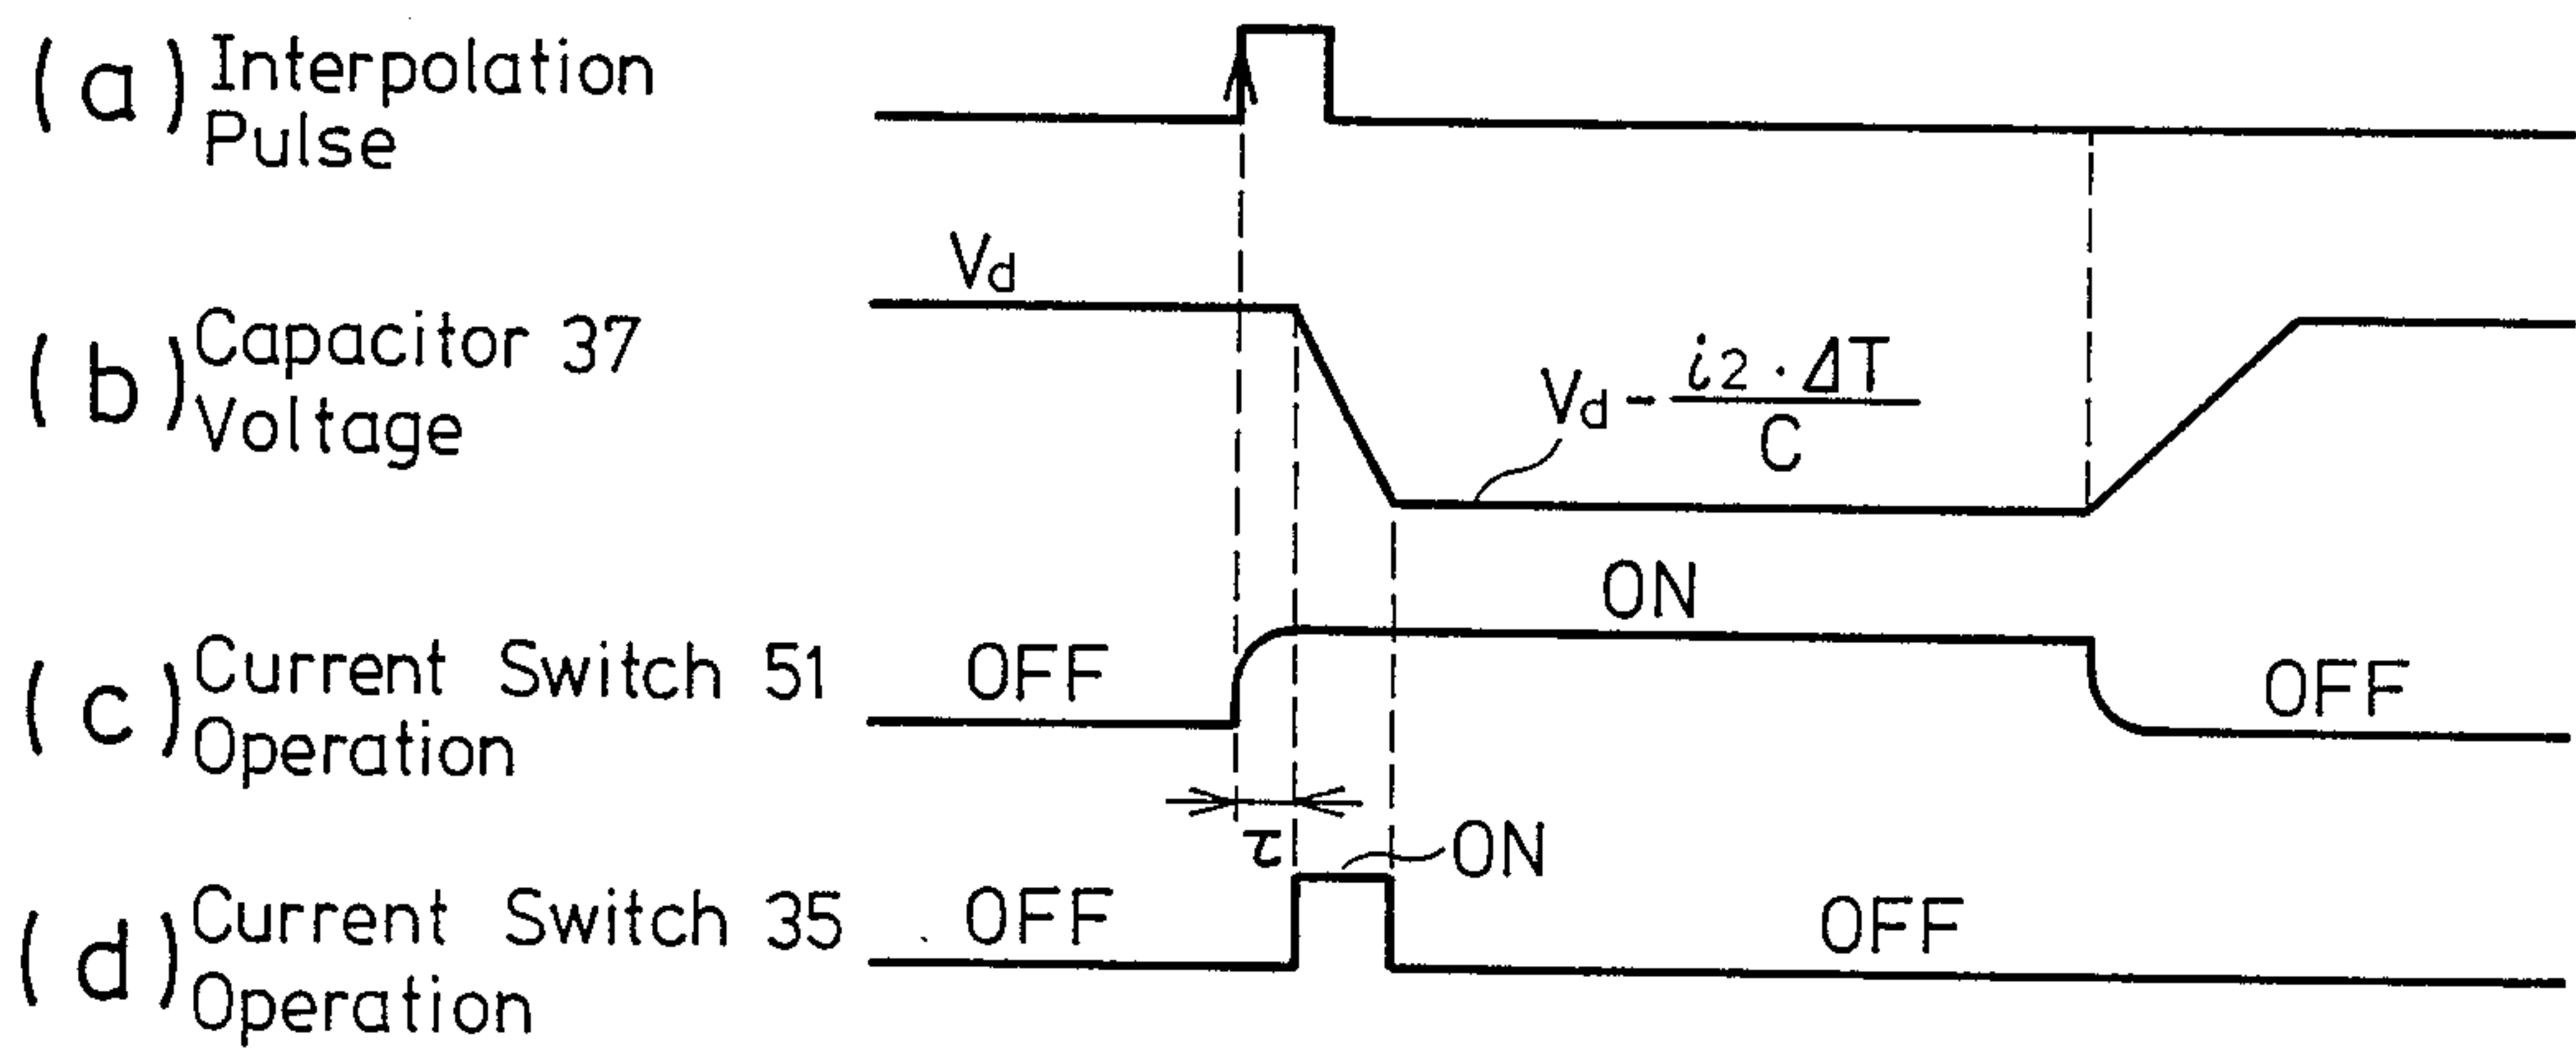 (a) Interpolation
Pulse
Vd
(b) Capacitor 37
Voltage
Vd - i2·ΔT
C
ON
(c) Current Switch 51
Operation
OFF
OFF
τ
ON
(d) Current Switch 35
Operation
OFF
OFF